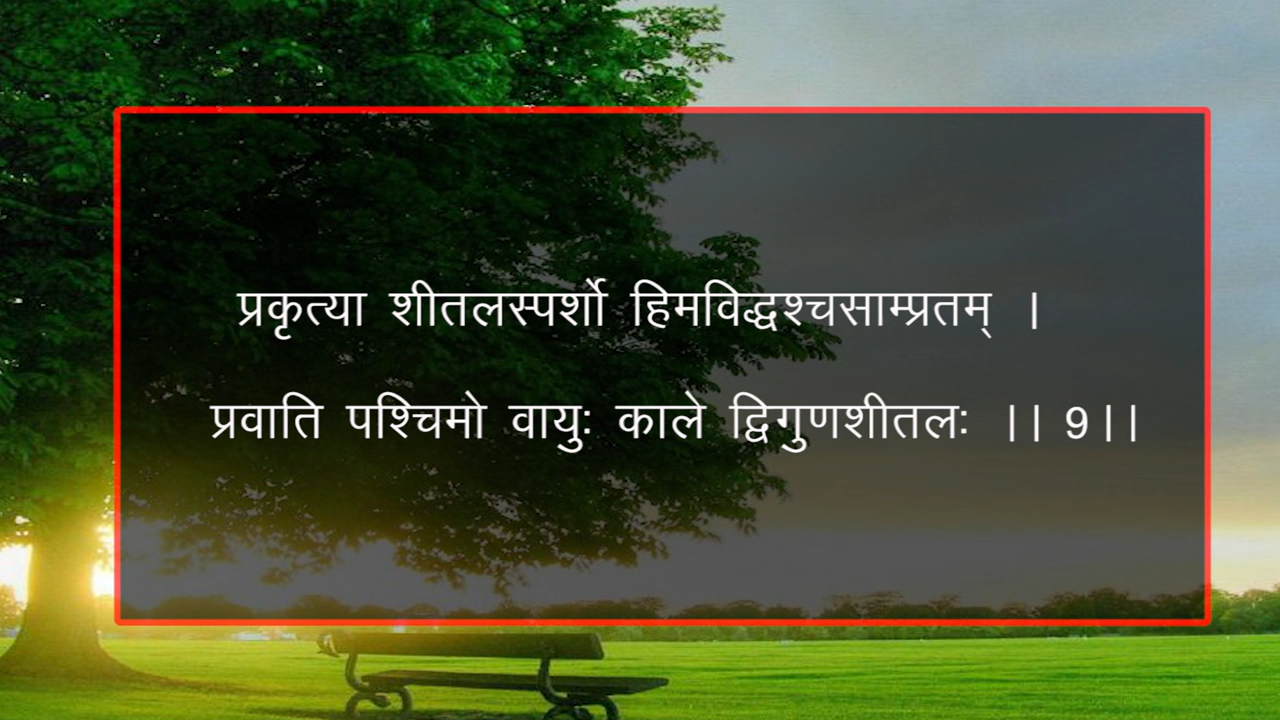 प्रकृत्या शीतलस्पर्शो हिमविद्धश्चसाम्प्रतम् ।
प्रवाति पश्चिमो वायुः काले द्विगुणशीतलः ।। 9।।